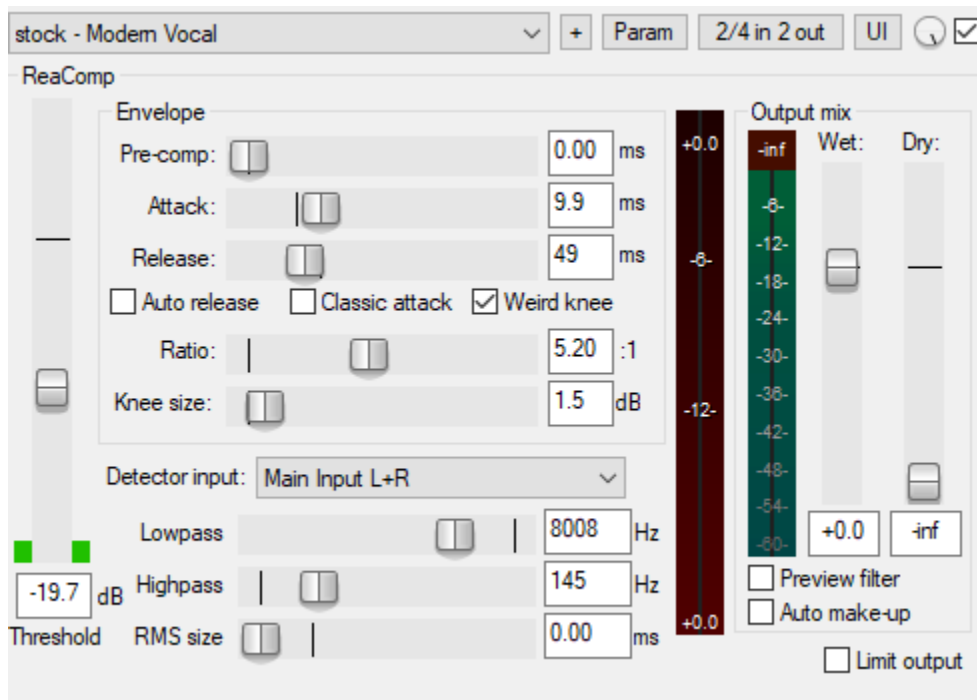 stock - Modern Vocal + Param 2/4 in 2 out UI
ReaComp
Envelope
Pre-comp: 0.00 ms
Attack: 9.9 ms
Release: 49 ms
Auto release Classic attack Weird knee
Ratio: 5.20 :1
Knee size: 1.5 dB
Detector input: Main Input L+R
Lowpass 8008 Hz
Highpass 145 Hz
RMS size 0.00 ms
-19.7 dB
Threshold
+0.0
-6-
-12-
+0.0
Output mix
Wet: Dry:
-inf
-6-
-12-
-18-
-24-
-30-
-36-
-42-
-48-
-54-
-60-
+0.0 -inf
Preview filter
Auto make-up
Limit output